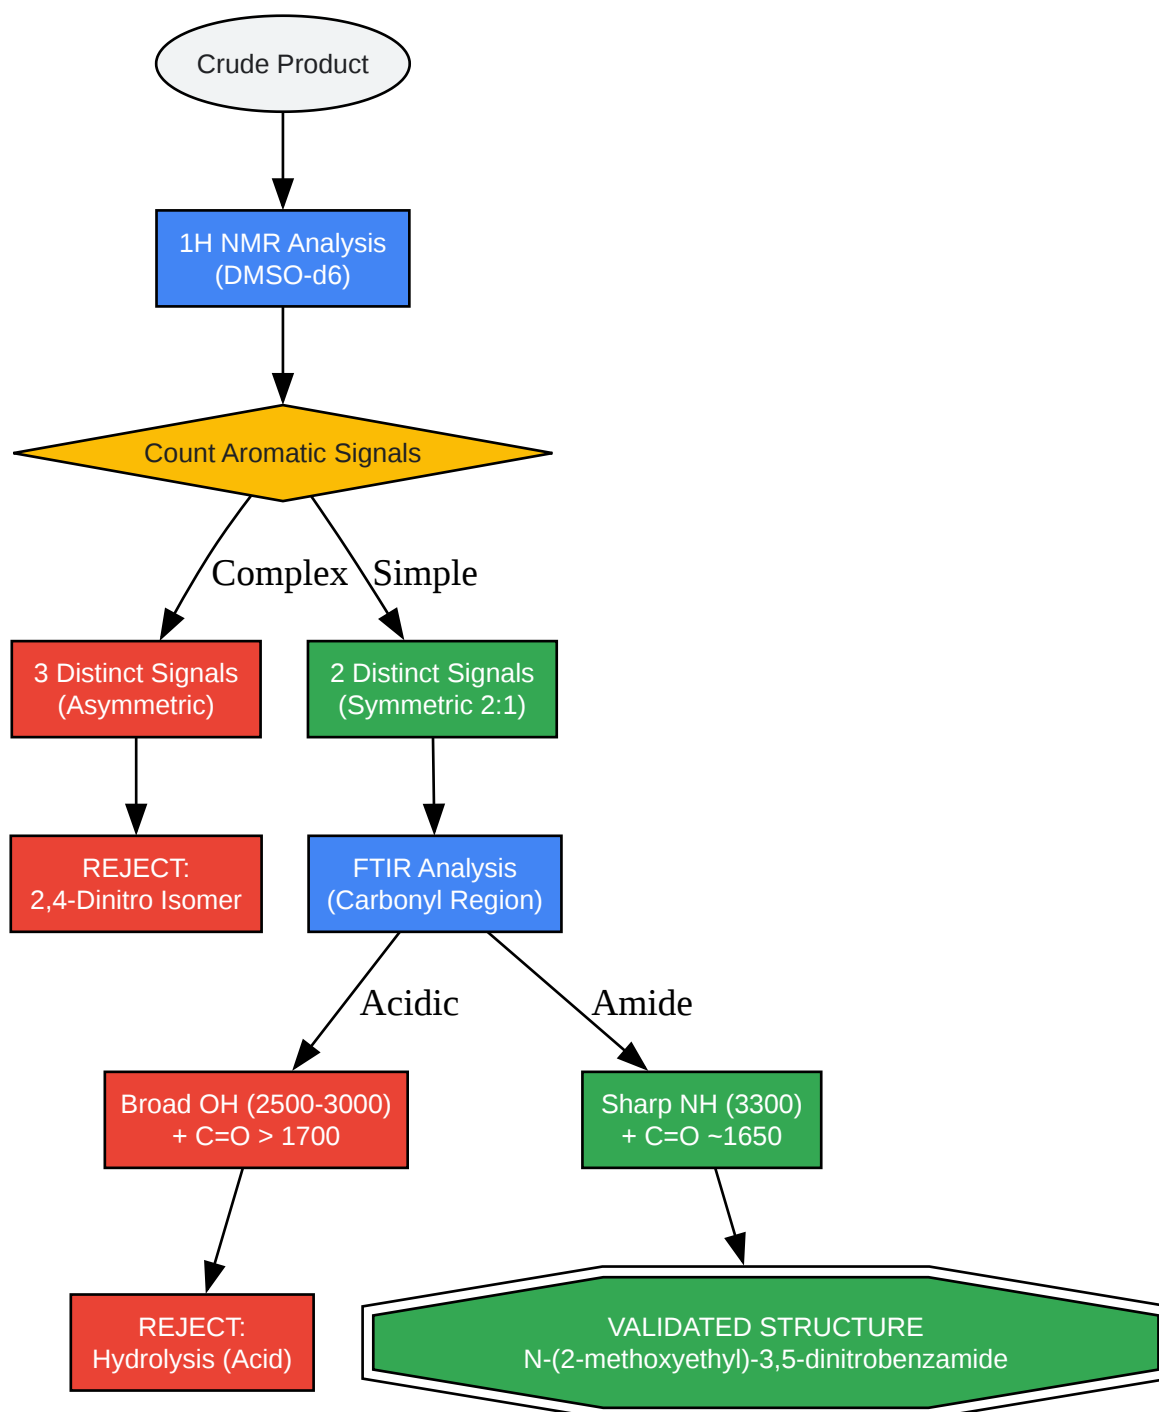 Crude Product
1H NMR Analysis
(DMSO-d6)
Count Aromatic Signals
Complex
Simple
3 Distinct Signals
(Asymmetric)
2 Distinct Signals
(Symmetric 2:1)
REJECT:
2,4-Dinitro Isomer
FTIR Analysis
(Carbonyl Region)
Acidic
Amide
Broad OH (2500-3000)
+ C=O > 1700
Sharp NH (3300)
+ C=O ~1650
REJECT:
Hydrolysis (Acid)
VALIDATED STRUCTURE
N-(2-methoxyethyl)-3,5-dinitrobenzamide